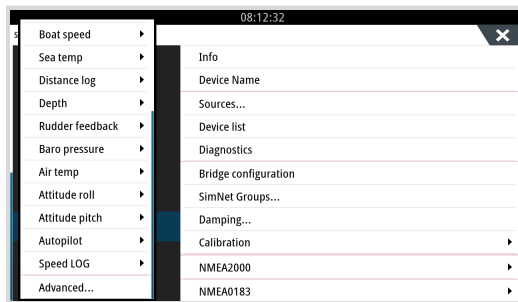 08:12:32
Boat speed
Sea temp
Distance log
Depth
Rudder feedback
Baro pressure
Air temp
Attitude roll
Attitude pitch
Autopilot
Speed LOG
Advanced...
Info
Device Name
Sources...
Device list
Diagnostics
Bridge configuration
SimNet Groups...
Damping...
Calibration
NMEA2000
NMEA0183